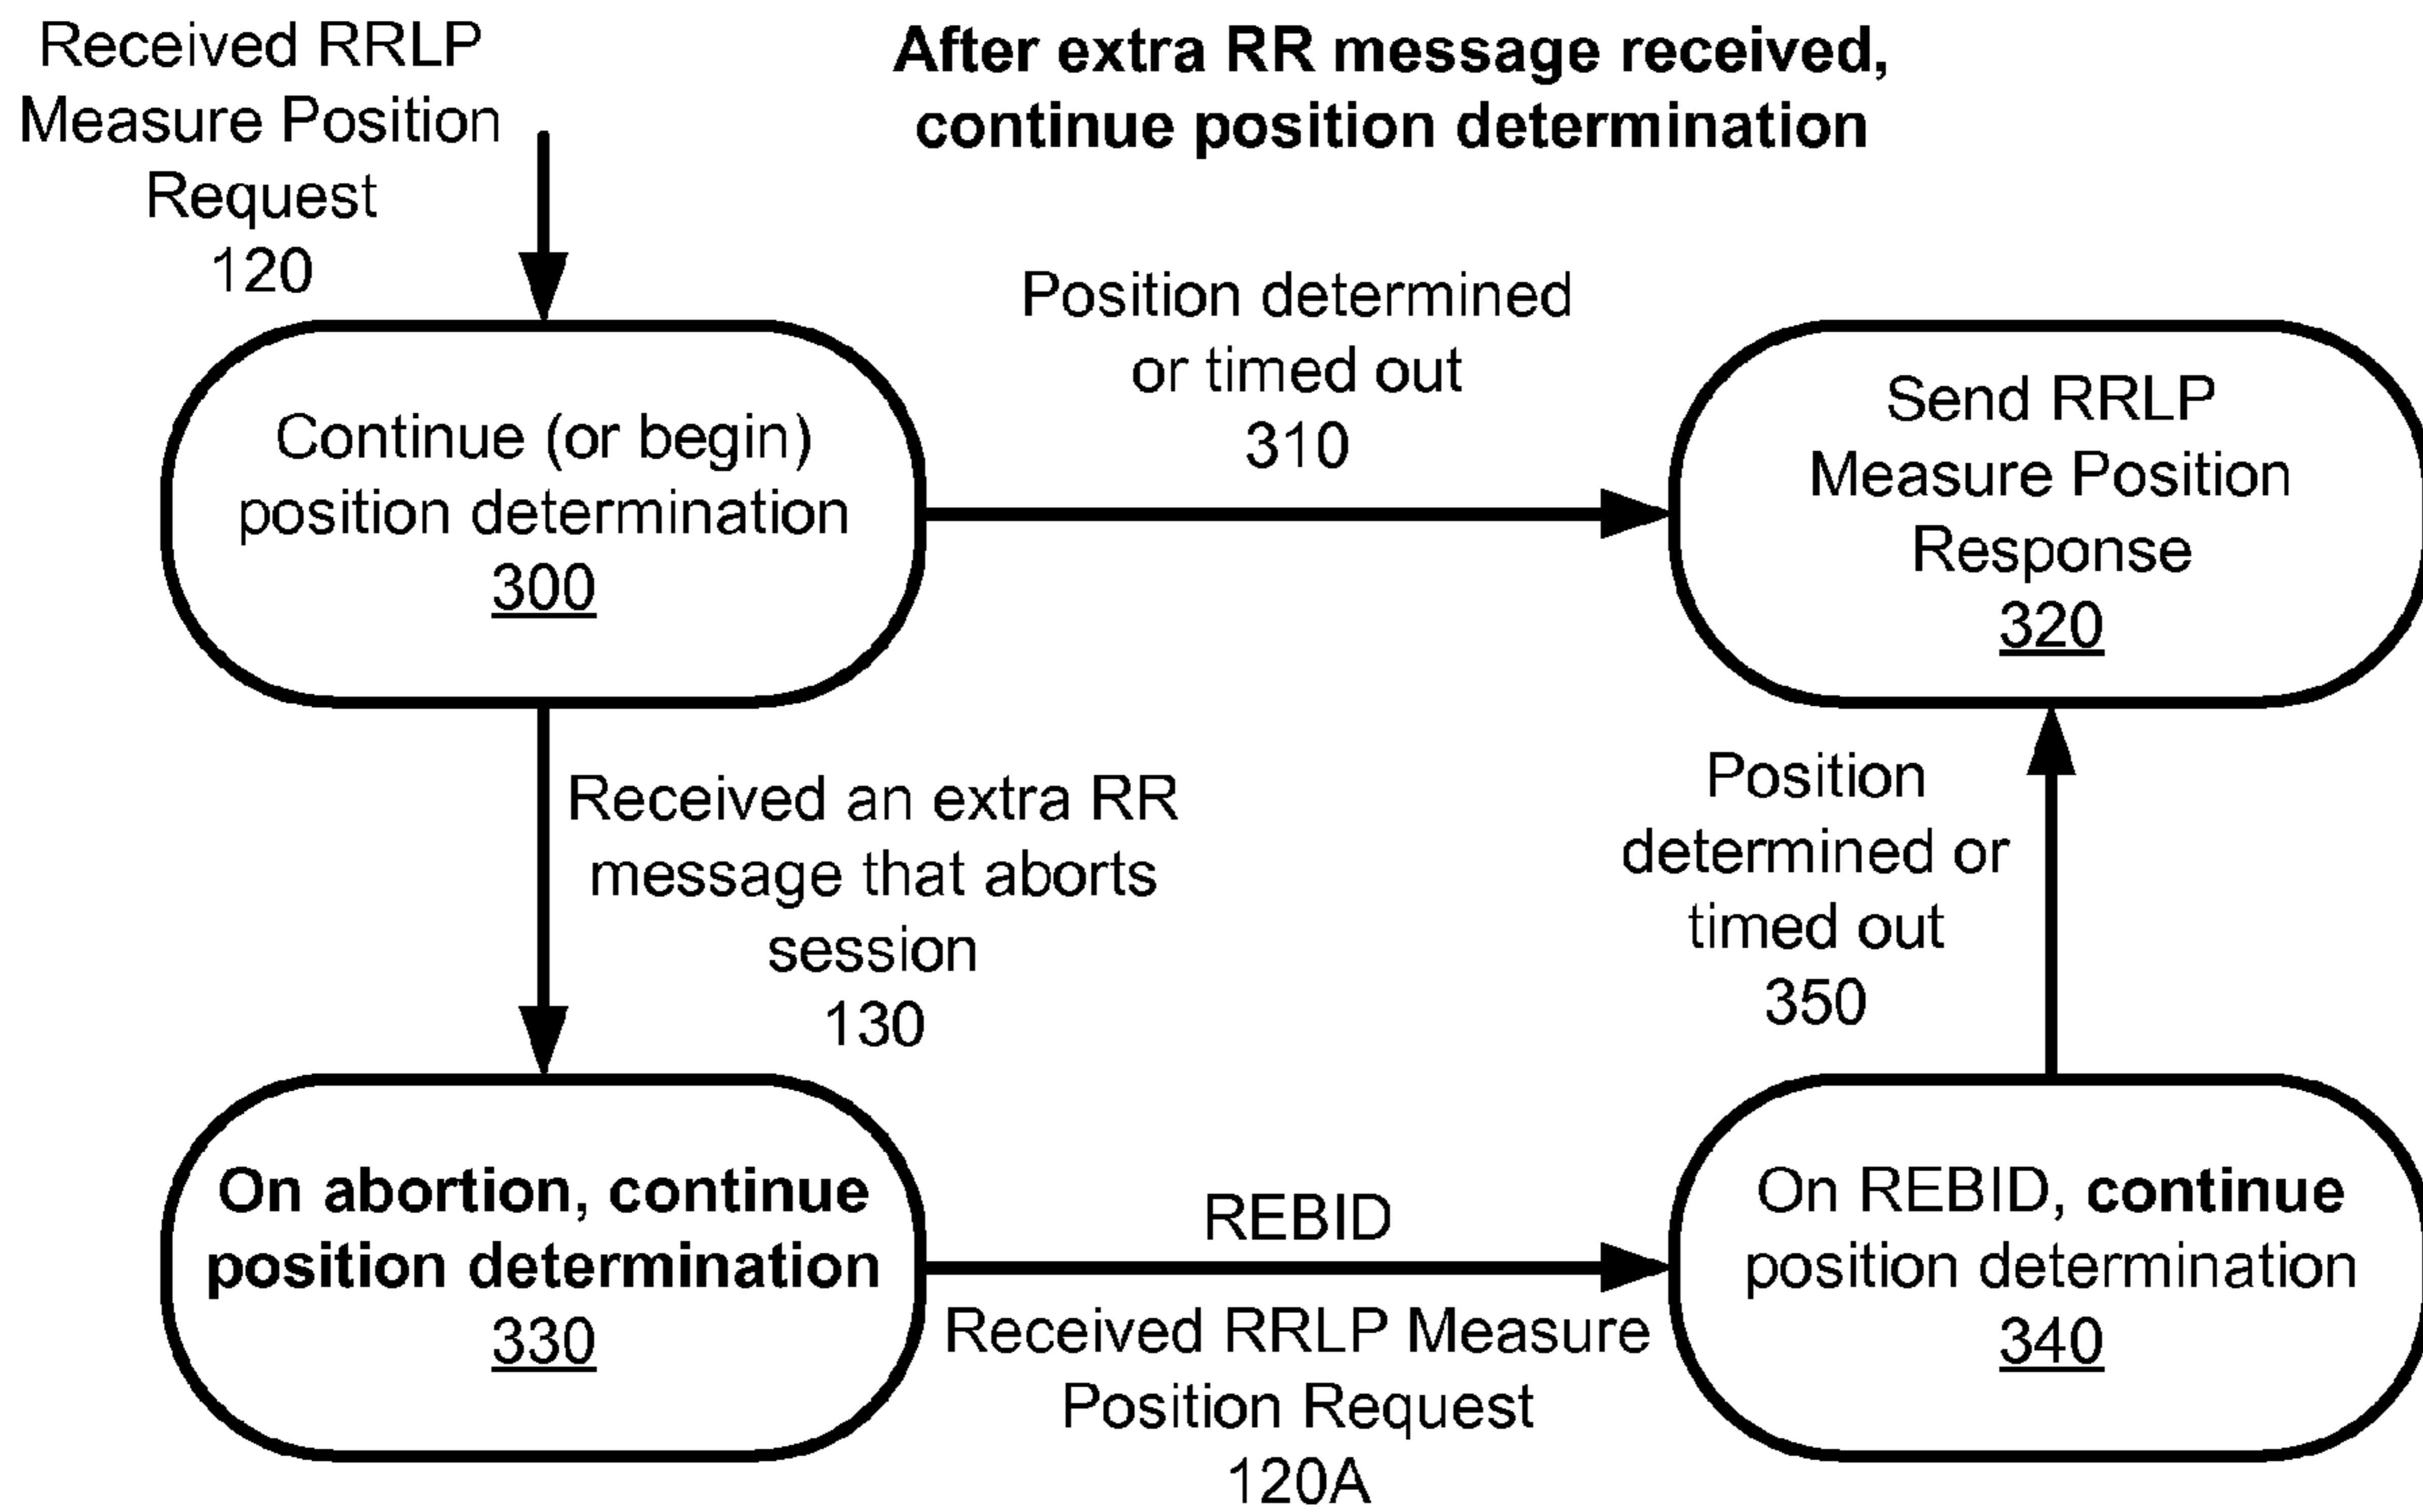 Received RRLP
Measure Position
Request
120
After extra RR message received,
continue position determination
Continue (or begin)
position determination
300
Position determined
or timed out
310
Send RRLP
Measure Position
Response
320
Received an extra RR
message that aborts
session
130
Position
determined or
timed out
350
On abortion, continue
position determination
330
REBID
Received RRLP Measure
Position Request
120A
On REBID, continue
position determination
340